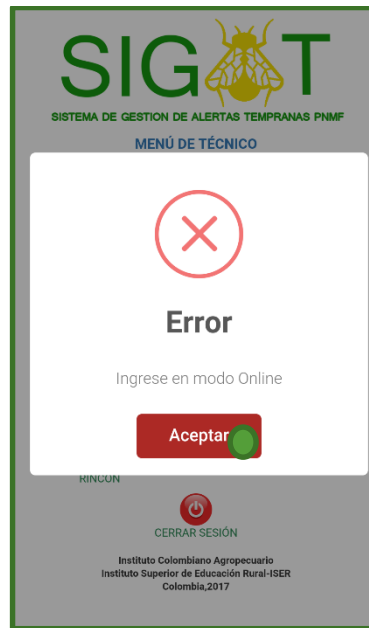 SIGAT
SISTEMA DE GESTION DE ALERTAS TEMPRANAS PNMF
MENÚ DE TÉCNICO
Error
Ingrese en modo Online
Aceptar
RINCON
CERRAR SESIÓN
Instituto Colombiano Agropecuario
Instituto Superior de Educación Rural-ISER
Colombia,2017